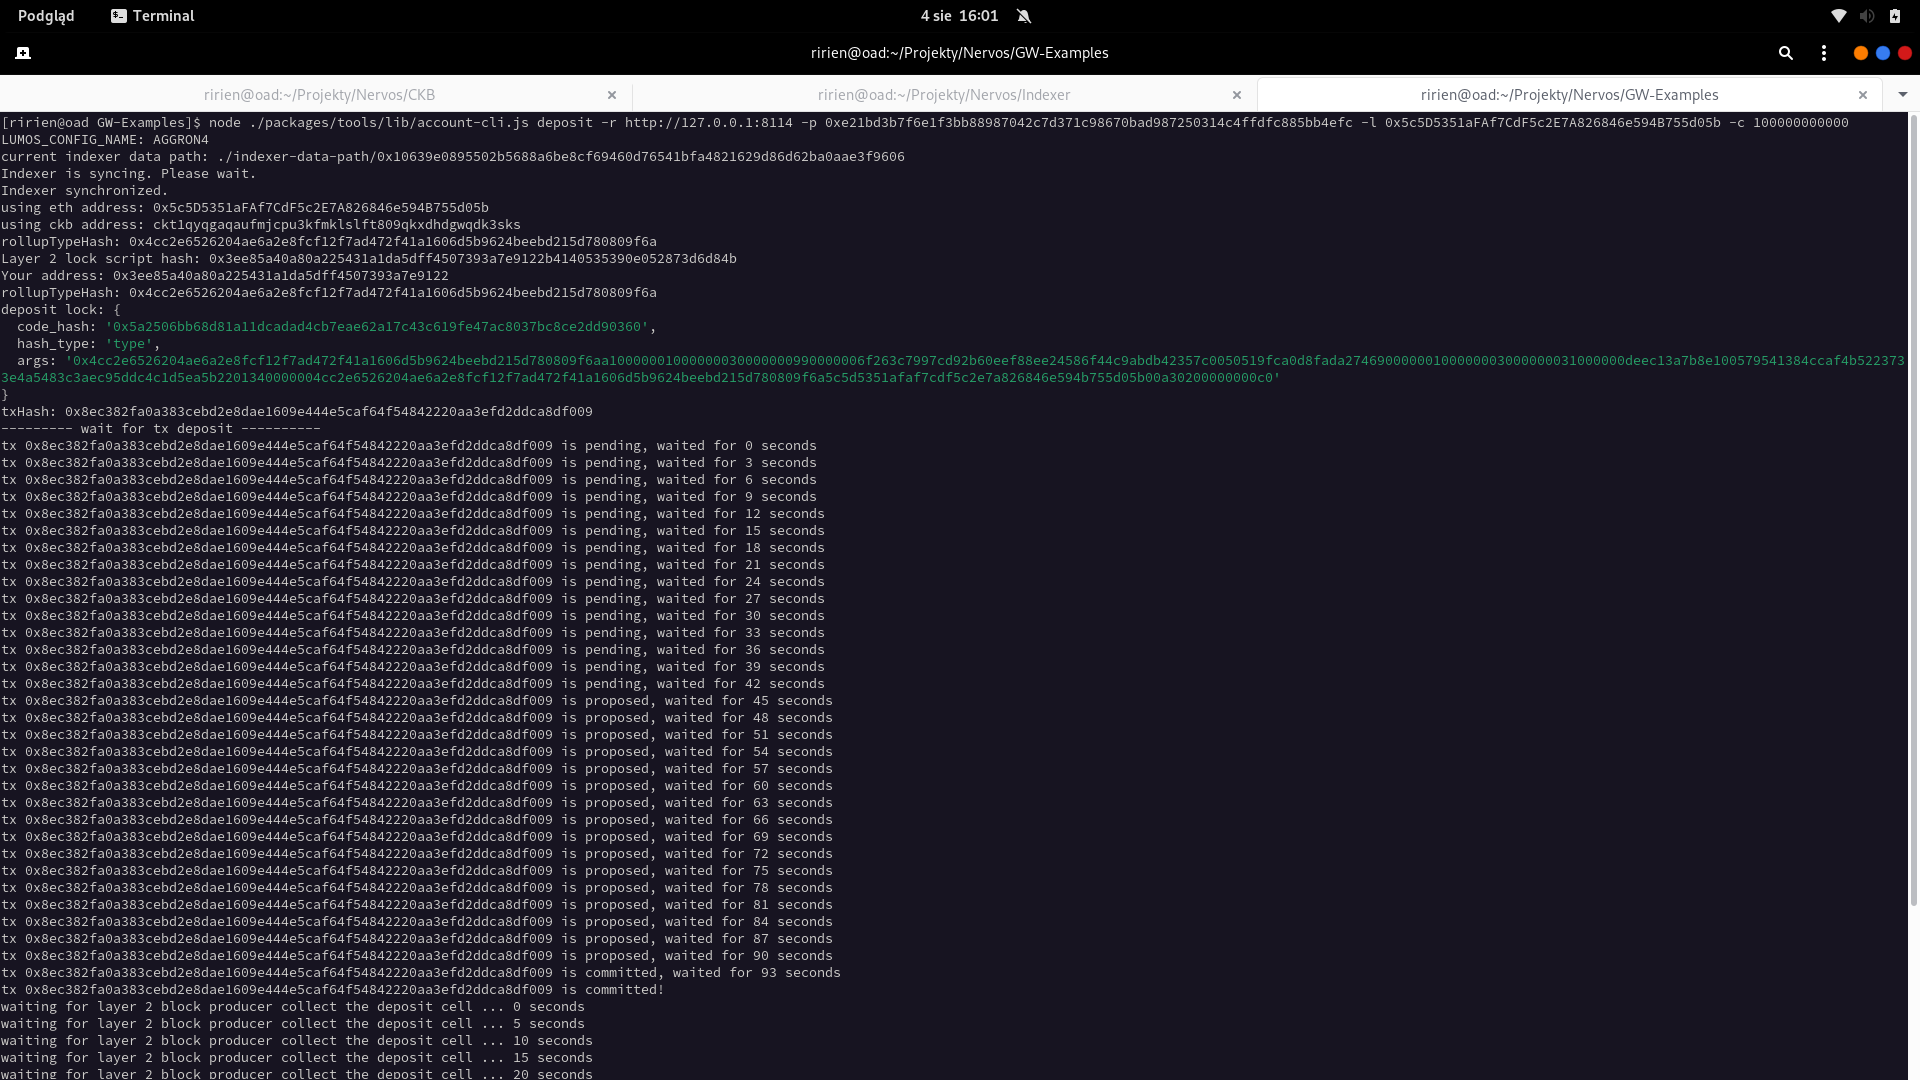 Podgląd
Terminal
4 sie 16:01
ririen@oad:~/Projekty/Nervos/GW-Examples
ririen@oad:~/Projekty/Nervos/CKB
ririen@oad:~/Projekty/Nervos/Indexer
ririen@oad:~/Projekty/Nervos/GW-Examples
[ririen@oad GW-Examples]$ node ./packages/tools/lib/account-cli.js deposit -r http://127.0.0.1:8114 -p 0xe21bd3b7f6e1f3bb88987042c7d371c98670bad987250314c4ffdfc885bb4efc -l 0x5c5D5351aFAf7CdF5c2E7A826846e594B755d05b -c 100000000000
LUMOS_CONFIG_NAME: AGGRON4
current indexer data path: ./indexer-data-path/0x10639e0895502b5688a6be8cf69460d76541bfa4821629d86d62ba0aae3f9606
Indexer is syncing. Please wait.
Indexer synchronized.
using eth address: 0x5c5D5351aFAf7CdF5c2E7A826846e594B755d05b
using ckb address: ckt1qyqgaqaufmjcpu3kfmklslft809qkxdhdgwqdk3sks
rollupTypeHash: 0x4cc2e6526204ae6a2e8fcf12f7ad472f41a1606d5b9624beebd215d780809f6a
Layer 2 lock script hash: 0x3ee85a40a80a225431a1da5dff4507393a7e9122b4140535390e052873d6d84b
Your address: 0x3ee85a40a80a225431a1da5dff4507393a7e9122
rollupTypeHash: 0x4cc2e6526204ae6a2e8fcf12f7ad472f41a1606d5b9624beebd215d780809f6a
deposit lock: {
  code_hash: '0x5a2506bb68d81a11dcadad4cb7eae62a17c43c619fe47ac8037bc8ce2dd90360',
  hash_type: 'type',
  args: '0x4cc2e6526204ae6a2e8fcf12f7ad472f41a1606d5b9624beebd215d780809f6aa10000001000000030000000990000006f263c7997cd92b60eef88ee24586f44c9abdb42357c0050519fca0d8fada27469000000100000003000000031000000deec13a7b8e100579541384ccaf4b522373
3e4a5483c3aec95ddc4c1d5ea5b2201340000004cc2e6526204ae6a2e8fcf12f7ad472f41a1606d5b9624beebd215d780809f6a5c5d5351afaf7cdf5c2e7a826846e594b755d05b00a30200000000c0'
}
txHash: 0x8ec382fa0a383cebd2e8dae1609e444e5caf64f54842220aa3efd2ddca8df009
--------- wait for tx deposit ----------
tx 0x8ec382fa0a383cebd2e8dae1609e444e5caf64f54842220aa3efd2ddca8df009 is pending, waited for 0 seconds
tx 0x8ec382fa0a383cebd2e8dae1609e444e5caf64f54842220aa3efd2ddca8df009 is pending, waited for 3 seconds
tx 0x8ec382fa0a383cebd2e8dae1609e444e5caf64f54842220aa3efd2ddca8df009 is pending, waited for 6 seconds
tx 0x8ec382fa0a383cebd2e8dae1609e444e5caf64f54842220aa3efd2ddca8df009 is pending, waited for 9 seconds
tx 0x8ec382fa0a383cebd2e8dae1609e444e5caf64f54842220aa3efd2ddca8df009 is pending, waited for 12 seconds
tx 0x8ec382fa0a383cebd2e8dae1609e444e5caf64f54842220aa3efd2ddca8df009 is pending, waited for 15 seconds
tx 0x8ec382fa0a383cebd2e8dae1609e444e5caf64f54842220aa3efd2ddca8df009 is pending, waited for 18 seconds
tx 0x8ec382fa0a383cebd2e8dae1609e444e5caf64f54842220aa3efd2ddca8df009 is pending, waited for 21 seconds
tx 0x8ec382fa0a383cebd2e8dae1609e444e5caf64f54842220aa3efd2ddca8df009 is pending, waited for 24 seconds
tx 0x8ec382fa0a383cebd2e8dae1609e444e5caf64f54842220aa3efd2ddca8df009 is pending, waited for 27 seconds
tx 0x8ec382fa0a383cebd2e8dae1609e444e5caf64f54842220aa3efd2ddca8df009 is pending, waited for 30 seconds
tx 0x8ec382fa0a383cebd2e8dae1609e444e5caf64f54842220aa3efd2ddca8df009 is pending, waited for 33 seconds
tx 0x8ec382fa0a383cebd2e8dae1609e444e5caf64f54842220aa3efd2ddca8df009 is pending, waited for 36 seconds
tx 0x8ec382fa0a383cebd2e8dae1609e444e5caf64f54842220aa3efd2ddca8df009 is pending, waited for 39 seconds
tx 0x8ec382fa0a383cebd2e8dae1609e444e5caf64f54842220aa3efd2ddca8df009 is pending, waited for 42 seconds
tx 0x8ec382fa0a383cebd2e8dae1609e444e5caf64f54842220aa3efd2ddca8df009 is proposed, waited for 45 seconds
tx 0x8ec382fa0a383cebd2e8dae1609e444e5caf64f54842220aa3efd2ddca8df009 is proposed, waited for 48 seconds
tx 0x8ec382fa0a383cebd2e8dae1609e444e5caf64f54842220aa3efd2ddca8df009 is proposed, waited for 51 seconds
tx 0x8ec382fa0a383cebd2e8dae1609e444e5caf64f54842220aa3efd2ddca8df009 is proposed, waited for 54 seconds
tx 0x8ec382fa0a383cebd2e8dae1609e444e5caf64f54842220aa3efd2ddca8df009 is proposed, waited for 57 seconds
tx 0x8ec382fa0a383cebd2e8dae1609e444e5caf64f54842220aa3efd2ddca8df009 is proposed, waited for 60 seconds
tx 0x8ec382fa0a383cebd2e8dae1609e444e5caf64f54842220aa3efd2ddca8df009 is proposed, waited for 63 seconds
tx 0x8ec382fa0a383cebd2e8dae1609e444e5caf64f54842220aa3efd2ddca8df009 is proposed, waited for 66 seconds
tx 0x8ec382fa0a383cebd2e8dae1609e444e5caf64f54842220aa3efd2ddca8df009 is proposed, waited for 69 seconds
tx 0x8ec382fa0a383cebd2e8dae1609e444e5caf64f54842220aa3efd2ddca8df009 is proposed, waited for 72 seconds
tx 0x8ec382fa0a383cebd2e8dae1609e444e5caf64f54842220aa3efd2ddca8df009 is proposed, waited for 75 seconds
tx 0x8ec382fa0a383cebd2e8dae1609e444e5caf64f54842220aa3efd2ddca8df009 is proposed, waited for 78 seconds
tx 0x8ec382fa0a383cebd2e8dae1609e444e5caf64f54842220aa3efd2ddca8df009 is proposed, waited for 81 seconds
tx 0x8ec382fa0a383cebd2e8dae1609e444e5caf64f54842220aa3efd2ddca8df009 is proposed, waited for 84 seconds
tx 0x8ec382fa0a383cebd2e8dae1609e444e5caf64f54842220aa3efd2ddca8df009 is proposed, waited for 87 seconds
tx 0x8ec382fa0a383cebd2e8dae1609e444e5caf64f54842220aa3efd2ddca8df009 is proposed, waited for 90 seconds
tx 0x8ec382fa0a383cebd2e8dae1609e444e5caf64f54842220aa3efd2ddca8df009 is committed, waited for 93 seconds
tx 0x8ec382fa0a383cebd2e8dae1609e444e5caf64f54842220aa3efd2ddca8df009 is committed!
waiting for layer 2 block producer collect the deposit cell ... 0 seconds
waiting for layer 2 block producer collect the deposit cell ... 5 seconds
waiting for layer 2 block producer collect the deposit cell ... 10 seconds
waiting for layer 2 block producer collect the deposit cell ... 15 seconds
waiting for layer 2 block producer collect the deposit cell ... 20 seconds